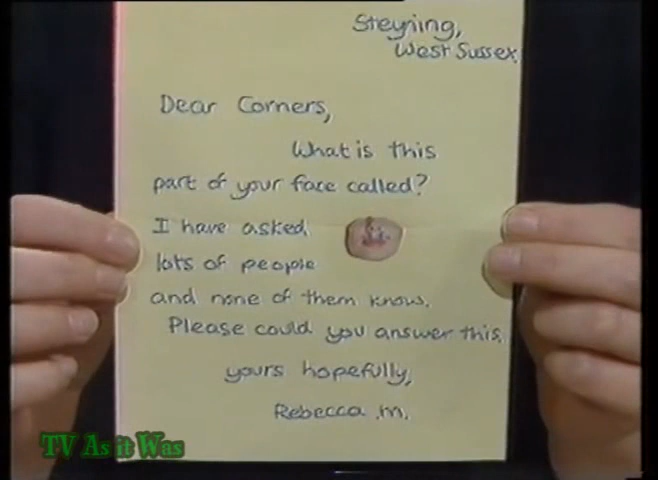 Steyning,
West Sussex.
Dear Corners,
What is this
part of your face called?
I have asked
lots of people
and none of them know.
Please could you answer this.
yours hopefully,
Rebecca .M.
TV As it Was